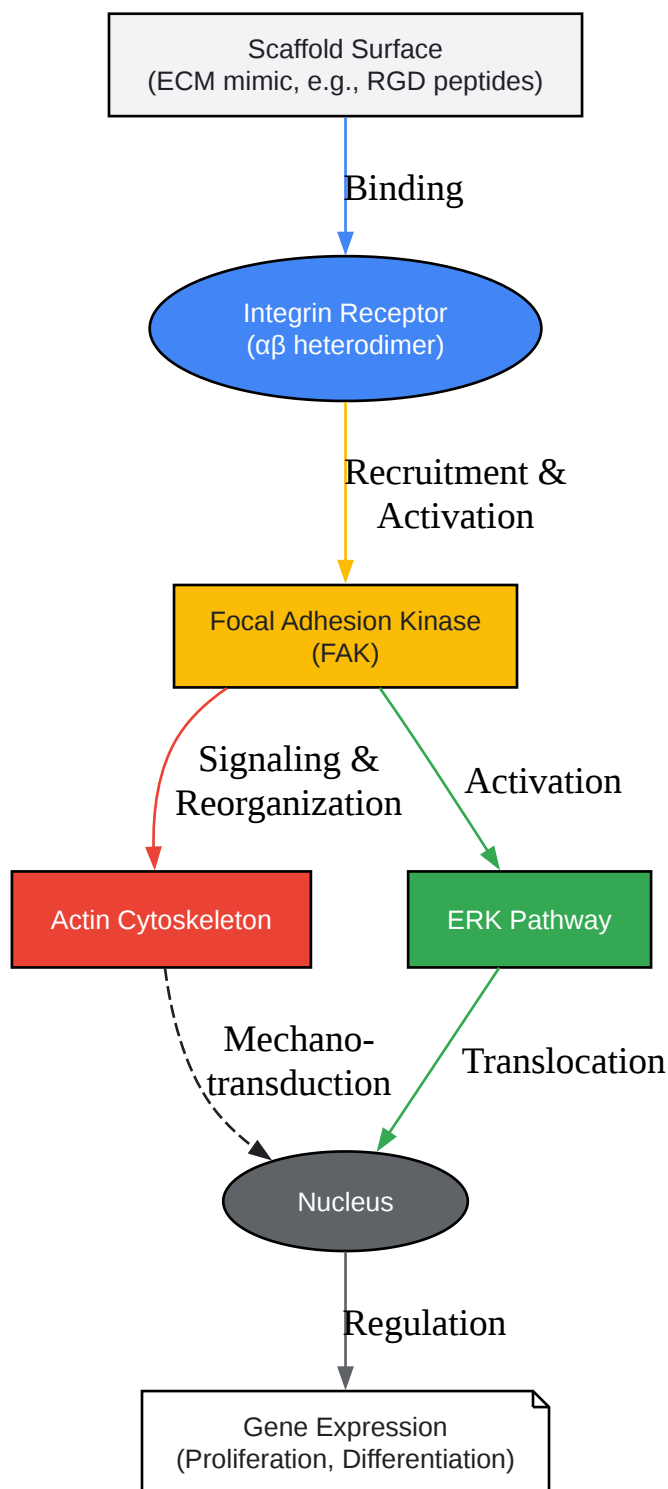 Scaffold Surface
(ECM mimic, e.g., RGD peptides)
Binding
Integrin Receptor
(αβ heterodimer)
Recruitment &
Activation
Focal Adhesion Kinase
(FAK)
Signaling &
Reorganization
Activation
Actin Cytoskeleton
ERK Pathway
Mechano-
transduction
Translocation
Nucleus
Regulation
Gene Expression
(Proliferation, Differentiation)